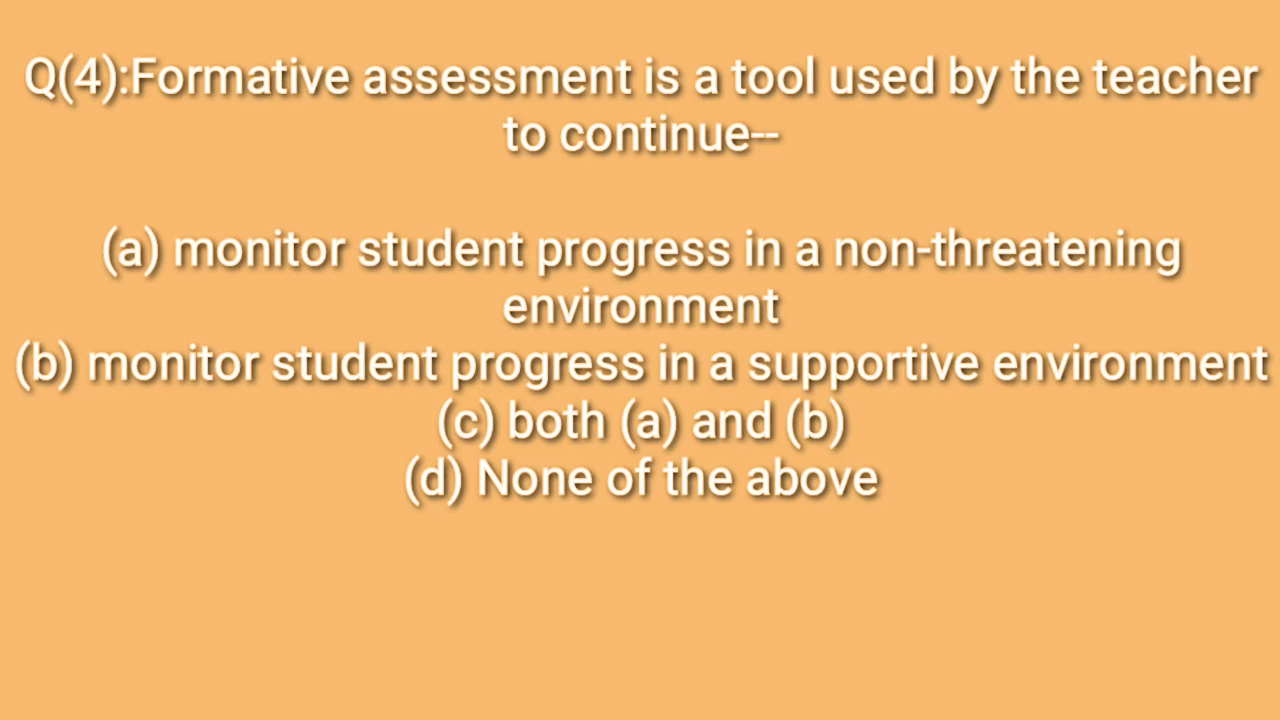 Q(4):Formative assessment is a tool used by the teacher
to continue--
(a) monitor student progress in a non-threatening
environment
(b) monitor student progress in a supportive environment
(c) both (a) and (b)
(d) None of the above